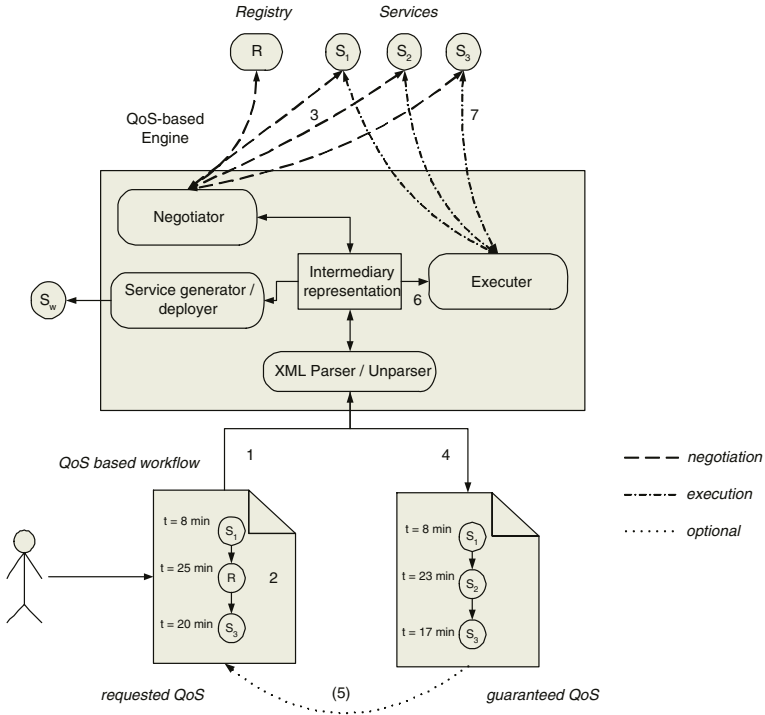 Registry
Services
R
S1
S2
S3
QoS-based
Engine
3
7
Negotiator
Intermediary
representation
Executer
6
Service generator /
deployer
Sw
XML Parser / Unparser
QoS based workflow
1
4
negotiation
execution
optional
t = 8 min
S1
t = 25 min
R
2
t = 20 min
S3
t = 8 min
S1
t = 23 min
S2
t = 17 min
S3
requested QoS
(5)
guaranteed QoS